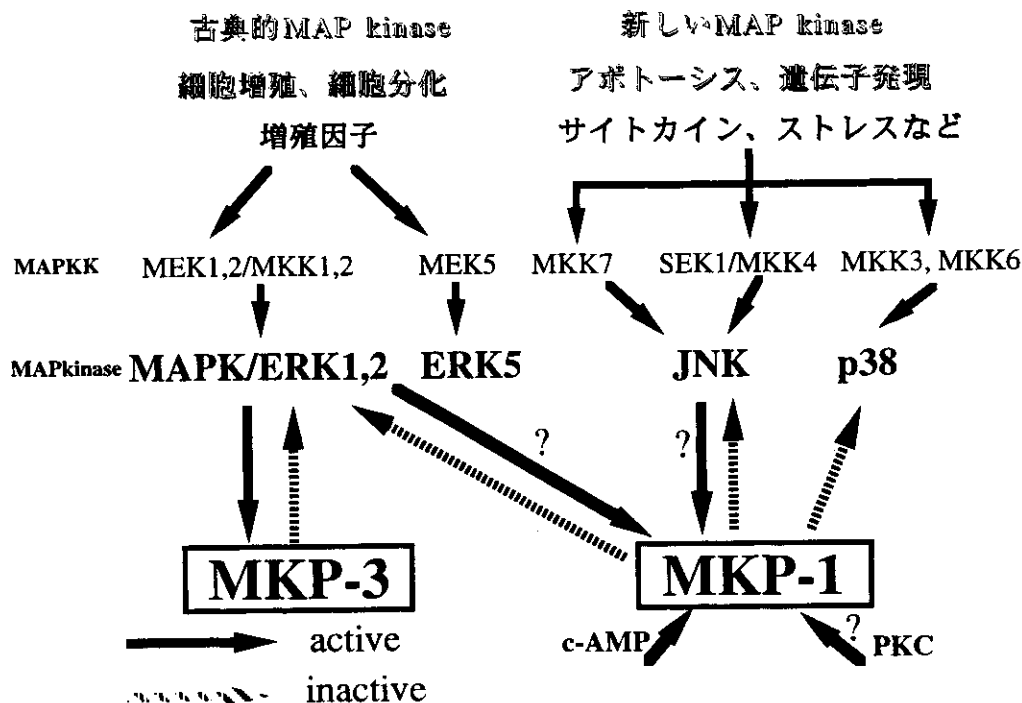 古典的MAP kinase
細胞増殖、細胞分化
増殖因子
新しいMAP kinase
アポトーシス、遺伝子発現
サイトカイン、ストレスなど
MAPKK MEK1,2/MKK1,2 MEK5 MKK7 SEK1/MKK4 MKK3, MKK6
MAPkinase MAPK/ERK1,2 ERK5 JNK p38
? ?
MKP-3 MKP-1
c-AMP ? PKC
active
inactive